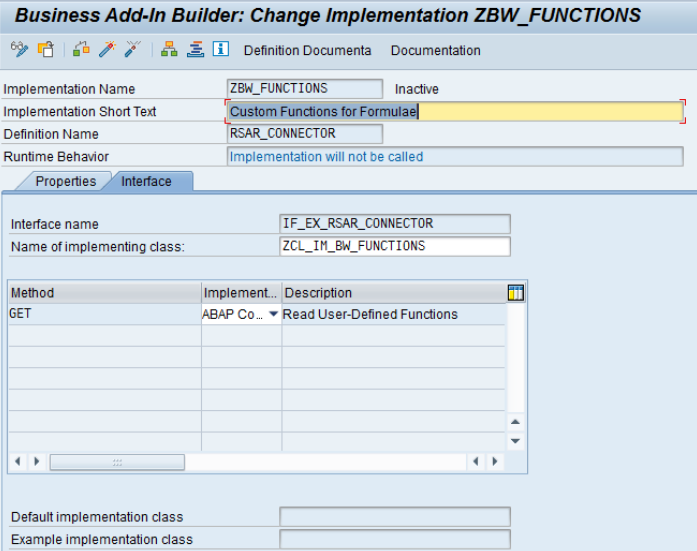 Business Add-In Builder: Change Implementation ZBW_FUNCTIONS
Definition Documenta Documentation
Implementation Name ZBW_FUNCTIONS Inactive
Implementation Short Text Custom Functions for Formulae
Definition Name RSAR_CONNECTOR
Runtime Behavior Implementation will not be called
Properties Interface
Interface name IF_EX_RSAR_CONNECTOR
Name of implementing class: ZCL_IM_BW_FUNCTIONS
Method Implement... Description
GET ABAP Co... Read User-Defined Functions
Default implementation class
Example implementation class